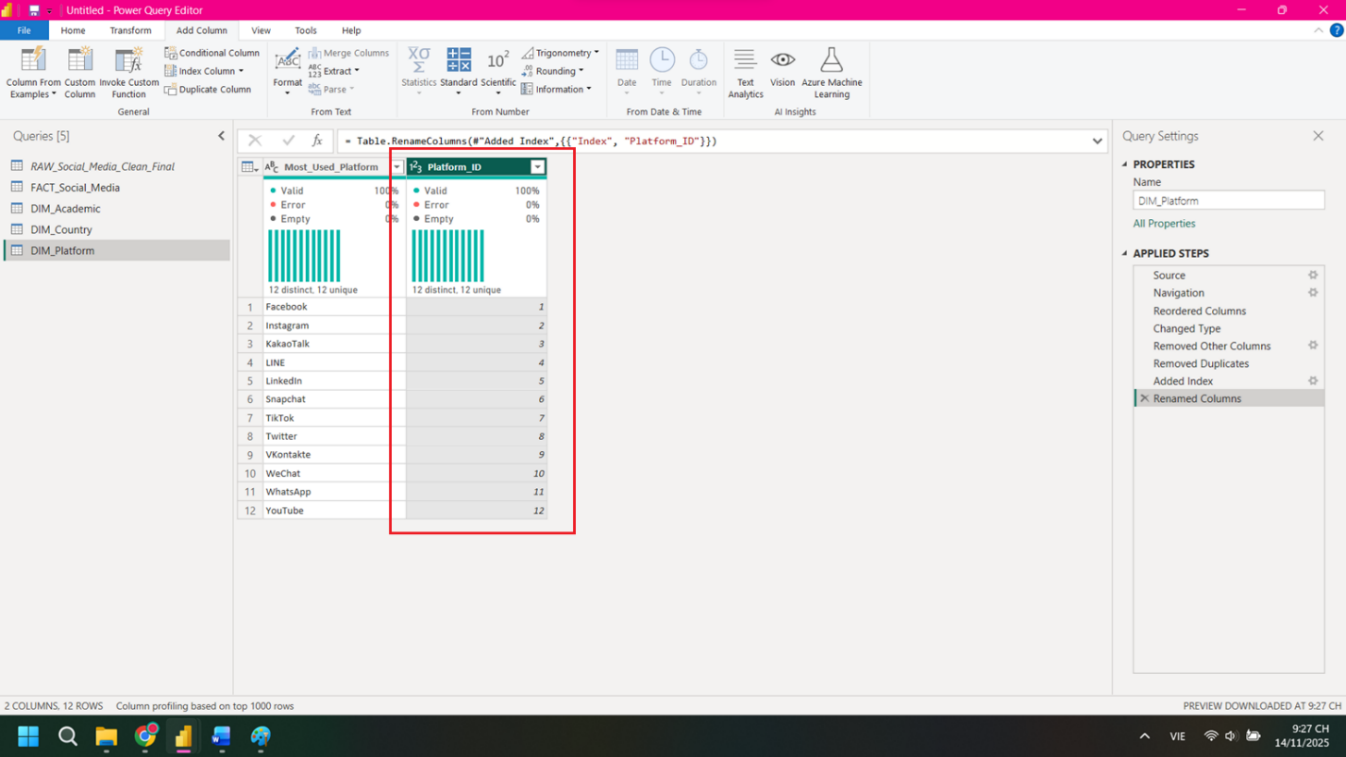 Untitled - Power Query Editor
File Home Transform Add Column View Tools Help
Column From Examples
Custom Column
Invoke Custom Function
Conditional Column
Index Column
Duplicate Column
General
Format
Merge Columns
Extract
Parse
From Text
Statistics
Standard
Scientific
Trigonometry
Rounding
Information
From Number
Date
Time
Duration
From Date & Time
Text Analytics
Vision
Azure Machine Learning
AI Insights
Queries [5]
RAW_Social_Media_Clean_Final
FACT_Social_Media
DIM_Academic
DIM_Country
DIM_Platform
= Table.RenameColumns(#"Added Index",{{"Index", "Platform_ID"}})
Most_Used_Platform Platform_ID
Valid 100% Valid 100%
Error 0% Error 0%
Empty 0% Empty 0%
12 distinct, 12 unique 12 distinct, 12 unique
1 Facebook 1
2 Instagram 2
3 KakaoTalk 3
4 LINE 4
5 LinkedIn 5
6 Snapchat 6
7 TikTok 7
8 Twitter 8
9 VKontakte 9
10 WeChat 10
11 WhatsApp 11
12 YouTube 12
Query Settings
PROPERTIES
Name
DIM_Platform
All Properties
APPLIED STEPS
Source
Navigation
Reordered Columns
Changed Type
Removed Other Columns
Removed Duplicates
Added Index
Renamed Columns
2 COLUMNS, 12 ROWS Column profiling based on top 1000 rows
PREVIEW DOWNLOADED AT 9:27 CH
VIE
9:27 CH
14/11/2025